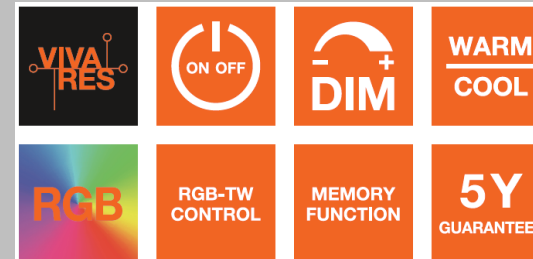 VIVA
RES
ON OFF
- +
DIM
WARM
COOL
RGB
RGB-TW
CONTROL
MEMORY
FUNCTION
5Y
GUARANTEE